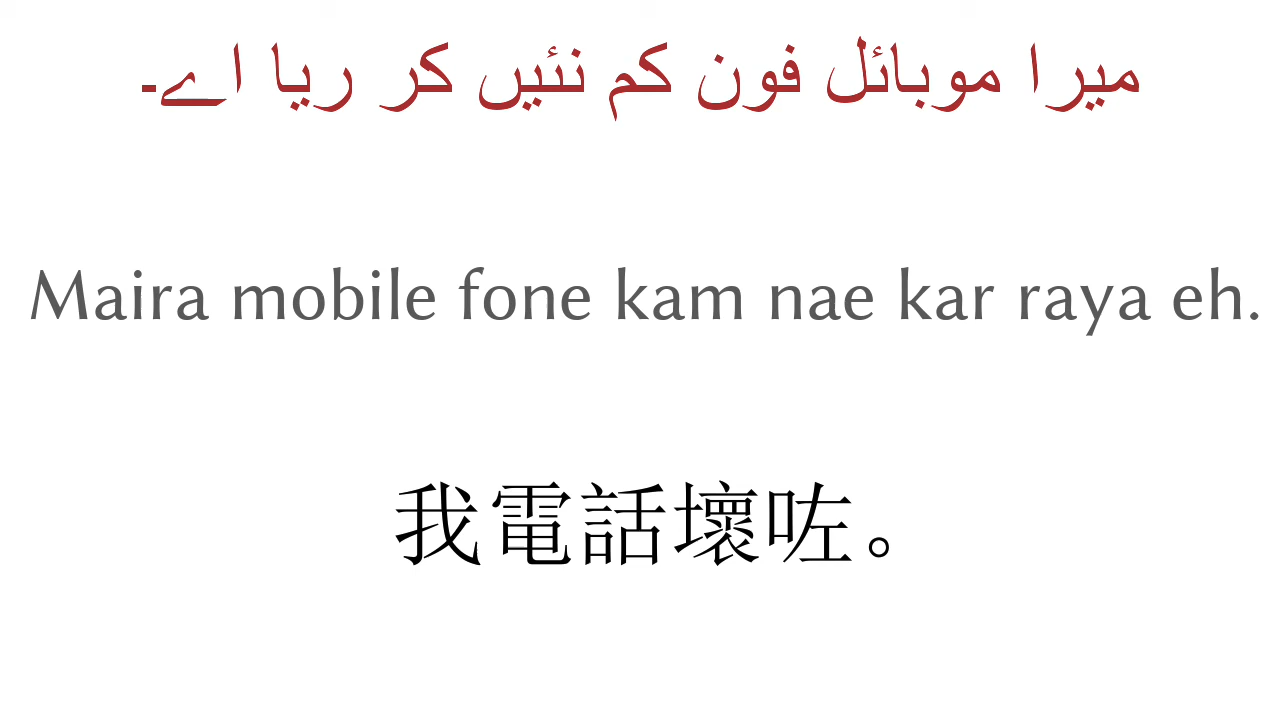 میرا موبائل فون کم نئیں کر ریا اے۔
Maira mobile fone kam nae kar raya eh.
我電話壞咗。